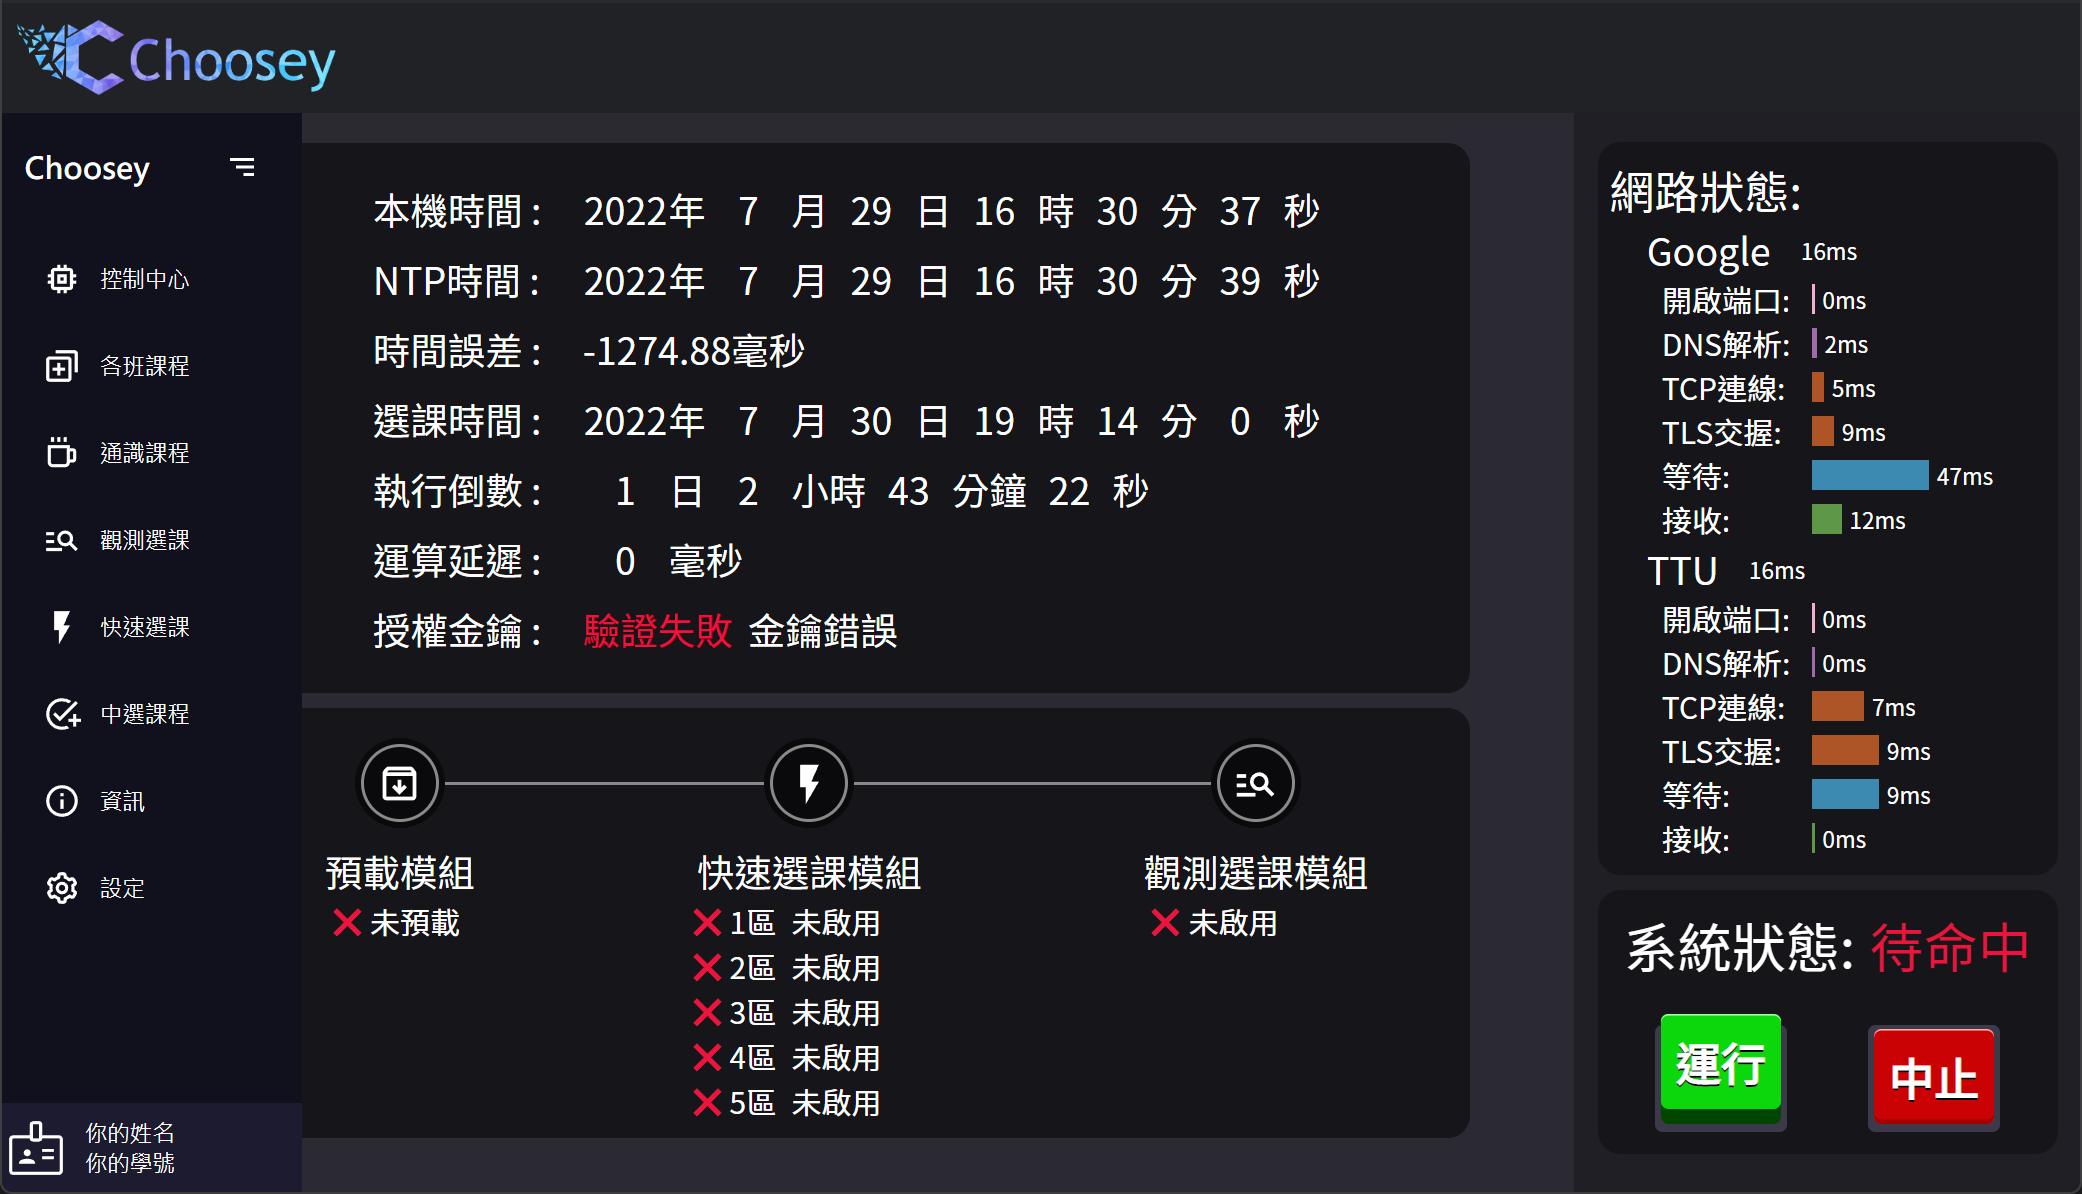 Choosey
Choosey
控制中心
各班課程
通識課程
觀測選課
快速選課
中選課程
資訊
設定
你的姓名
你的學號
本機時間: 2022年 7 月 29 日 16 時 30 分 37 秒
NTP時間: 2022年 7 月 29 日 16 時 30 分 39 秒
時間誤差: -1274.88毫秒
選課時間: 2022年 7 月 30 日 19 時 14 分 0 秒
執行倒數: 1 日 2 小時 43 分鐘 22 秒
運算延遲: 0 毫秒
授權金鑰: 驗證失敗 金鑰錯誤
預載模組
未預載
快速選課模組
1區 未啟用
2區 未啟用
3區 未啟用
4區 未啟用
5區 未啟用
觀測選課模組
未啟用
網路狀態:
Google 16ms
開啟端口: 0ms
DNS解析: 2ms
TCP連線: 5ms
TLS交握: 9ms
等待: 47ms
接收: 12ms
TTU 16ms
開啟端口: 0ms
DNS解析: 0ms
TCP連線: 7ms
TLS交握: 9ms
等待: 9ms
接收: 0ms
系統狀態: 待命中
運行
中止